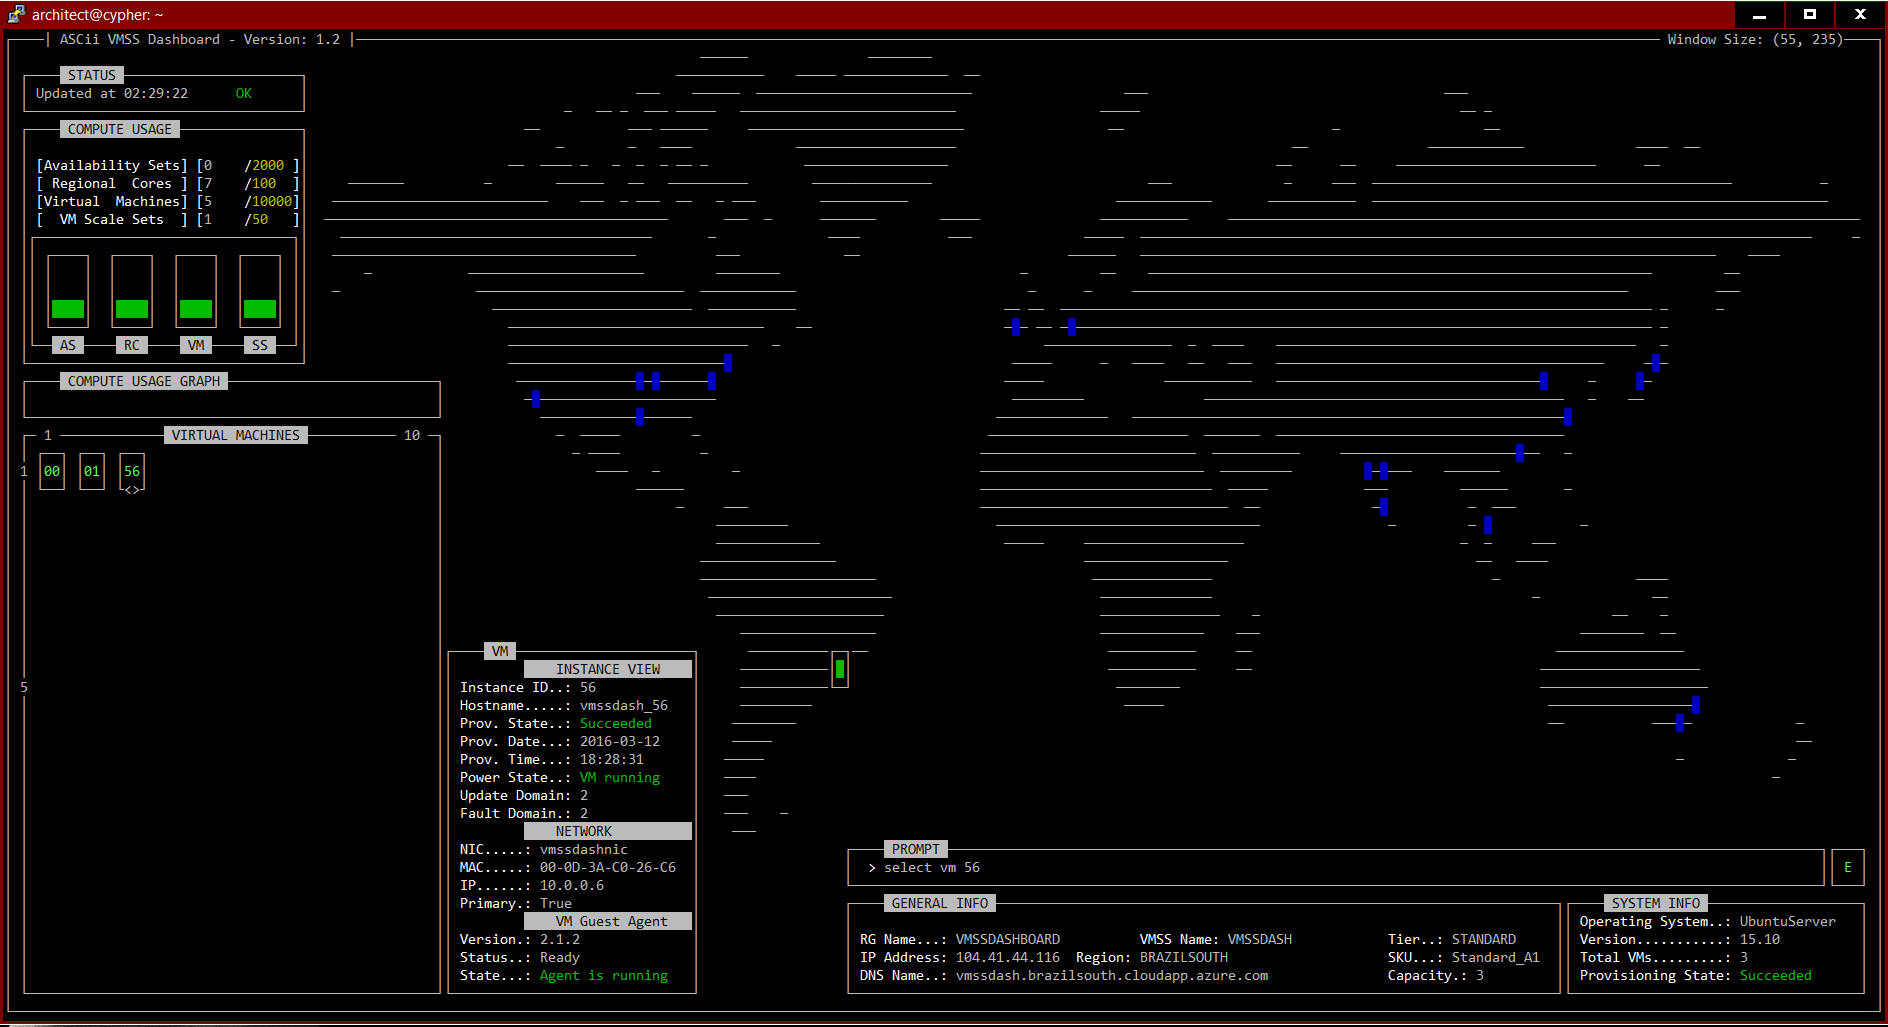 architect@cypher: ~
| ASCii VMSS Dashboard - Version: 1.2 |
Window Size: (55, 235)
STATUS
Updated at 02:29:22 OK
COMPUTE USAGE
[Availability Sets] [0 /2000 ]
[ Regional Cores ] [7 /100 ]
[Virtual Machines] [5 /10000]
[ VM Scale Sets ] [1 /50 ]
AS RC VM SS
COMPUTE USAGE GRAPH
1 VIRTUAL MACHINES 10
1 00 01 56
<>
5
VM
INSTANCE VIEW
Instance ID..: 56
Hostname.....: vmssdash_56
Prov. State..: Succeeded
Prov. Date...: 2016-03-12
Prov. Time...: 18:28:31
Power State..: VM running
Update Domain: 2
Fault Domain.: 2
NETWORK
NIC.....: vmssdashnic
MAC.....: 00-0D-3A-C0-26-C6
IP......: 10.0.0.6
Primary.: True
VM Guest Agent
Version.: 2.1.2
Status..: Ready
State...: Agent is running
PROMPT
> select vm 56
E
GENERAL INFO
RG Name...: VMSSDASHBOARD VMSS Name: VMSSDASH Tier..: STANDARD
IP Address: 104.41.44.116 Region: BRAZILSOUTH SKU...: Standard_A1
DNS Name..: vmssdash.brazilsouth.cloudapp.azure.com Capacity.: 3
SYSTEM INFO
Operating System..: UbuntuServer
Version...........: 15.10
Total VMs.........: 3
Provisioning State: Succeeded